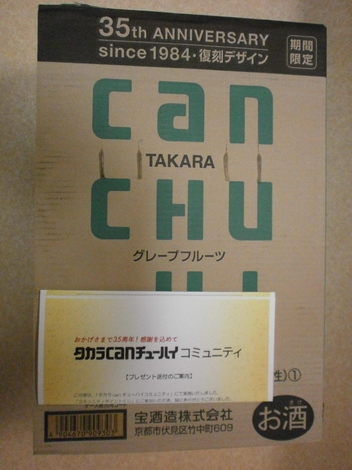 35th ANNIVERSARY
since1984・復刻デザイン
期間
限定
can
TAKARA
CHU
グレープフルーツ
おかげさまで35周年!感謝を込めて
タカラcanチューハイコミュニティ
【プレゼント送付のご案内】
性)①
宝酒造株式会社
京都市伏見区竹中町609
お酒